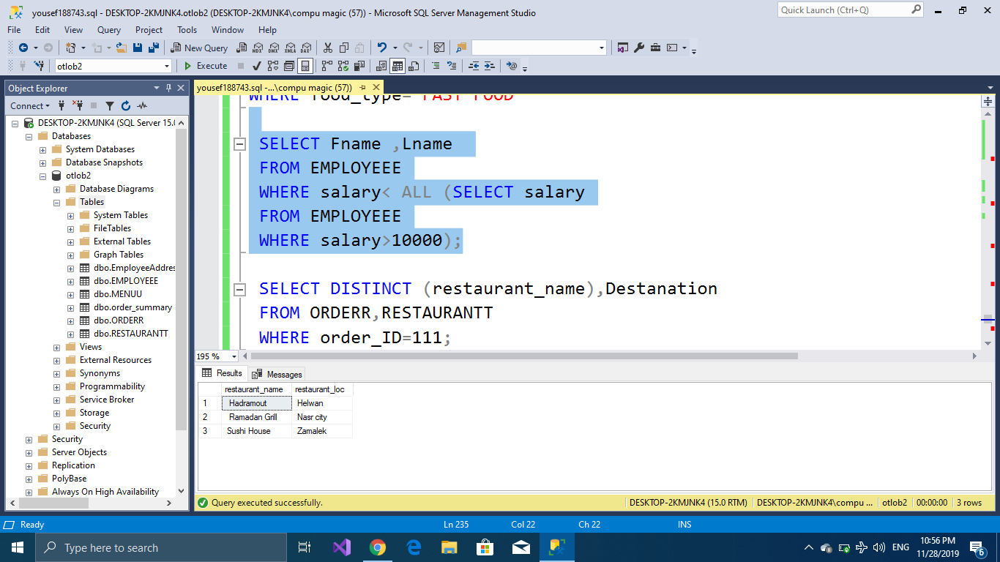 yousef188743.sql - DESKTOP-2KMJNK4.otlob2 (DESKTOP-2KMJNK4\compu magic (57)) - Microsoft SQL Server Management Studio
Quick Launch (Ctrl+Q)
File Edit View Query Project Tools Window Help
New Query MDX DMX XMLA DAX
otlob2 Execute
Object Explorer
yousef188743.sql -...\compu magic (57))
Connect
DESKTOP-2KMJNK4 (SQL Server 15.0
Databases
System Databases
Database Snapshots
otlob2
Database Diagrams
Tables
System Tables
FileTables
External Tables
Graph Tables
dbo.EmployeeAddres
dbo.EMPLOYEEE
dbo.MENUU
dbo.order_summary
dbo.ORDERR
dbo.RESTAURANTT
Views
External Resources
Synonyms
Programmability
Service Broker
Storage
Security
Security
Server Objects
Replication
PolyBase
Always On High Availability
WHERE food_type= 'FAST FOOD'
SELECT Fname ,Lname
FROM EMPLOYEEE
WHERE salary< ALL (SELECT salary
FROM EMPLOYEEE
WHERE salary>10000);
SELECT DISTINCT (restaurant_name),Destanation
FROM ORDERR,RESTAURANTT
WHERE order_ID=111;
195 %
Results Messages
restaurant_name restaurant_loc
1 Hadramout Helwan
2 Ramadan Grill Nasr city
3 Sushi House Zamalek
Query executed successfully. DESKTOP-2KMJNK4 (15.0 RTM) DESKTOP-2KMJNK4\compu ... otlob2 00:00:00 3 rows
Ready Ln 235 Col 22 Ch 22 INS
Type here to search
ENG
10:56 PM
11/28/2019
6